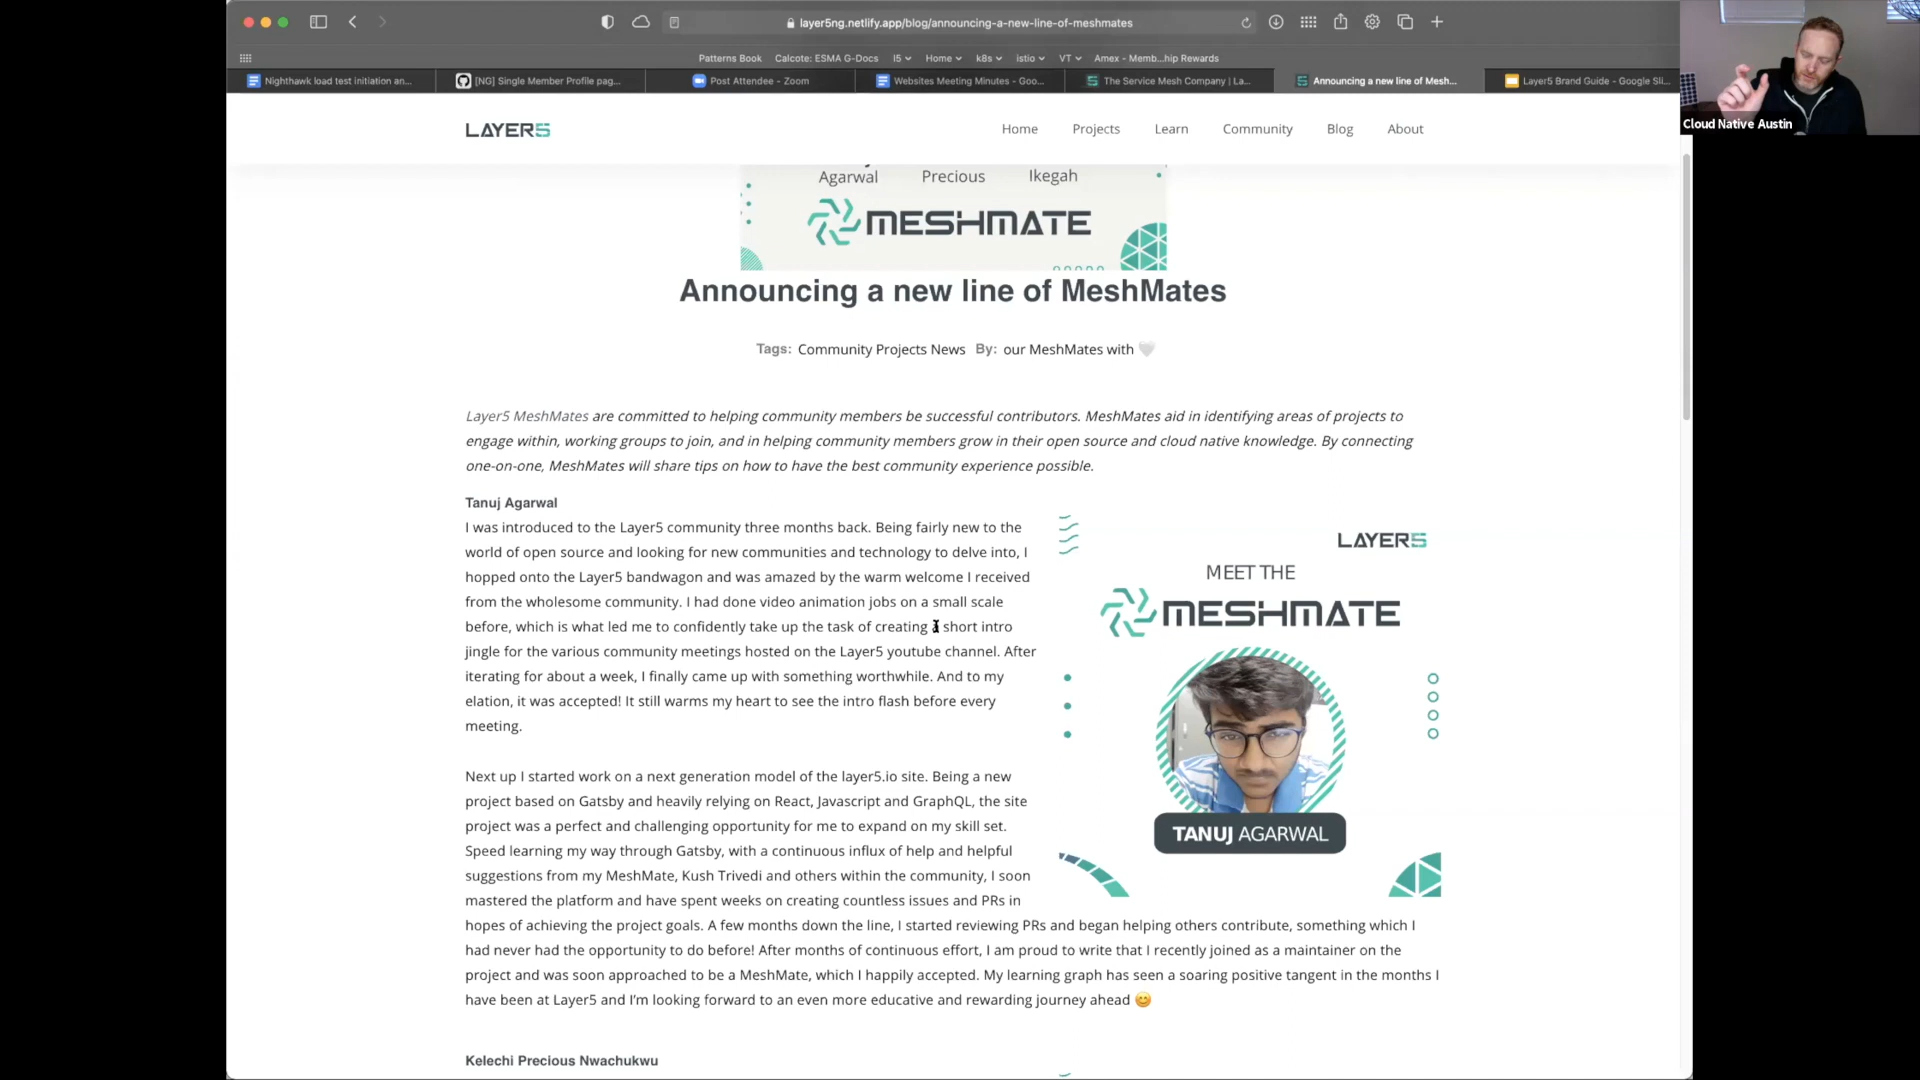 layer5ng.netlify.app/blog/announcing-a-new-line-of-meshmates
Patterns Book Calcote: ESMA G-Docs l5 Home k8s istio VT Amex - Memb...hip Rewards
Nighthawk load test initiation an... [NG] Single Member Profile pag... Post Attendee - Zoom Websites Meeting Minutes - Goo... The Service Mesh Company | La... Announcing a new line of Mesh... Layer5 Brand Guide - Google Sli...
Cloud Native Austin
LAYER5 Home Projects Learn Community Blog About
Agarwal Precious Ikegah
MESHMATE
Announcing a new line of MeshMates
Tags: Community Projects News By: our MeshMates with 🤍
Layer5 MeshMates are committed to helping community members be successful contributors. MeshMates aid in identifying areas of projects to
engage within, working groups to join, and in helping community members grow in their open source and cloud native knowledge. By connecting
one-on-one, MeshMates will share tips on how to have the best community experience possible.
Tanuj Agarwal
I was introduced to the Layer5 community three months back. Being fairly new to the
world of open source and looking for new communities and technology to delve into, I
hopped onto the Layer5 bandwagon and was amazed by the warm welcome I received
from the wholesome community. I had done video animation jobs on a small scale
before, which is what led me to confidently take up the task of creating a short intro
jingle for the various community meetings hosted on the Layer5 youtube channel. After
iterating for about a week, I finally came up with something worthwhile. And to my
elation, it was accepted! It still warms my heart to see the intro flash before every
meeting.
Next up I started work on a next generation model of the layer5.io site. Being a new
project based on Gatsby and heavily relying on React, Javascript and GraphQL, the site
project was a perfect and challenging opportunity for me to expand on my skill set.
Speed learning my way through Gatsby, with a continuous influx of help and helpful
suggestions from my MeshMate, Kush Trivedi and others within the community, I soon
mastered the platform and have spent weeks on creating countless issues and PRs in
hopes of achieving the project goals. A few months down the line, I started reviewing PRs and began helping others contribute, something which I
had never had the opportunity to do before! After months of continuous effort, I am proud to write that I recently joined as a maintainer on the
project and was soon approached to be a MeshMate, which I happily accepted. My learning graph has seen a soaring positive tangent in the months I
have been at Layer5 and I'm looking forward to an even more educative and rewarding journey ahead 😊
LAYER5
MEET THE
MESHMATE
TANUJ AGARWAL
Kelechi Precious Nwachukwu